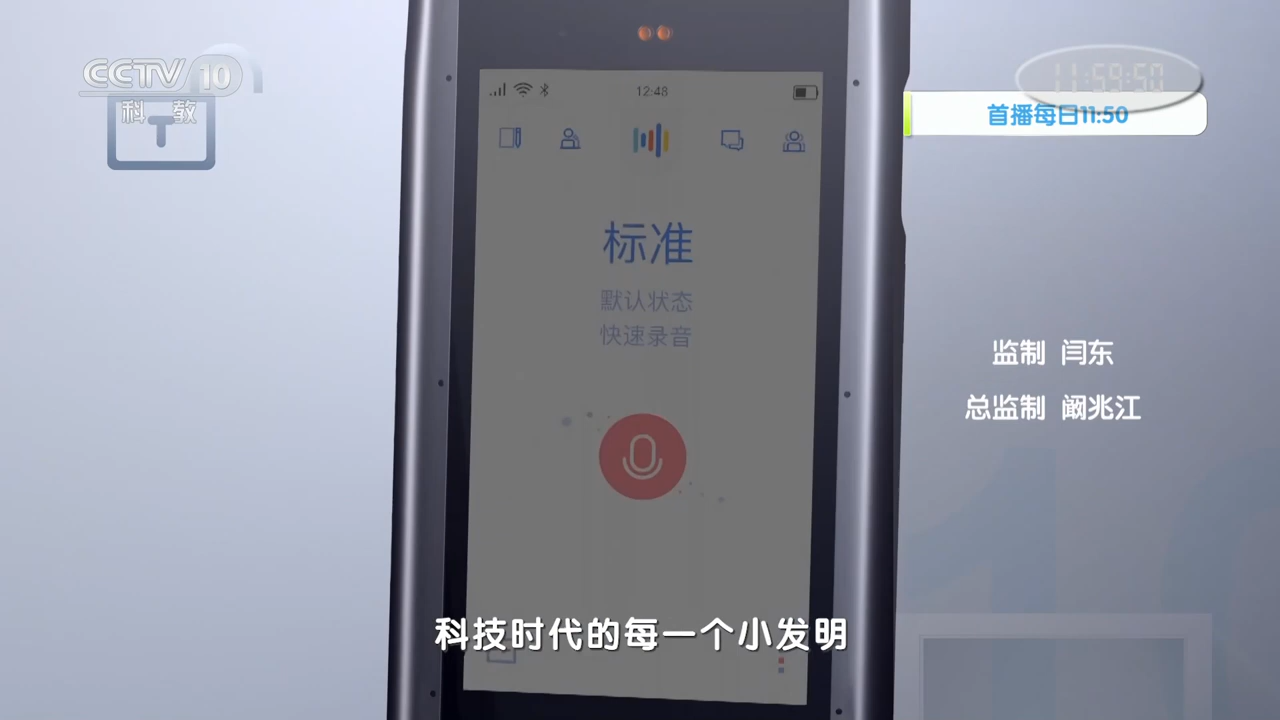 CCTV 10
科教
11:59:50
首播每日11:50
12:48
标准
默认状态
快速录音
监制 闫东
总监制 阚兆江
科技时代的每一个小发明